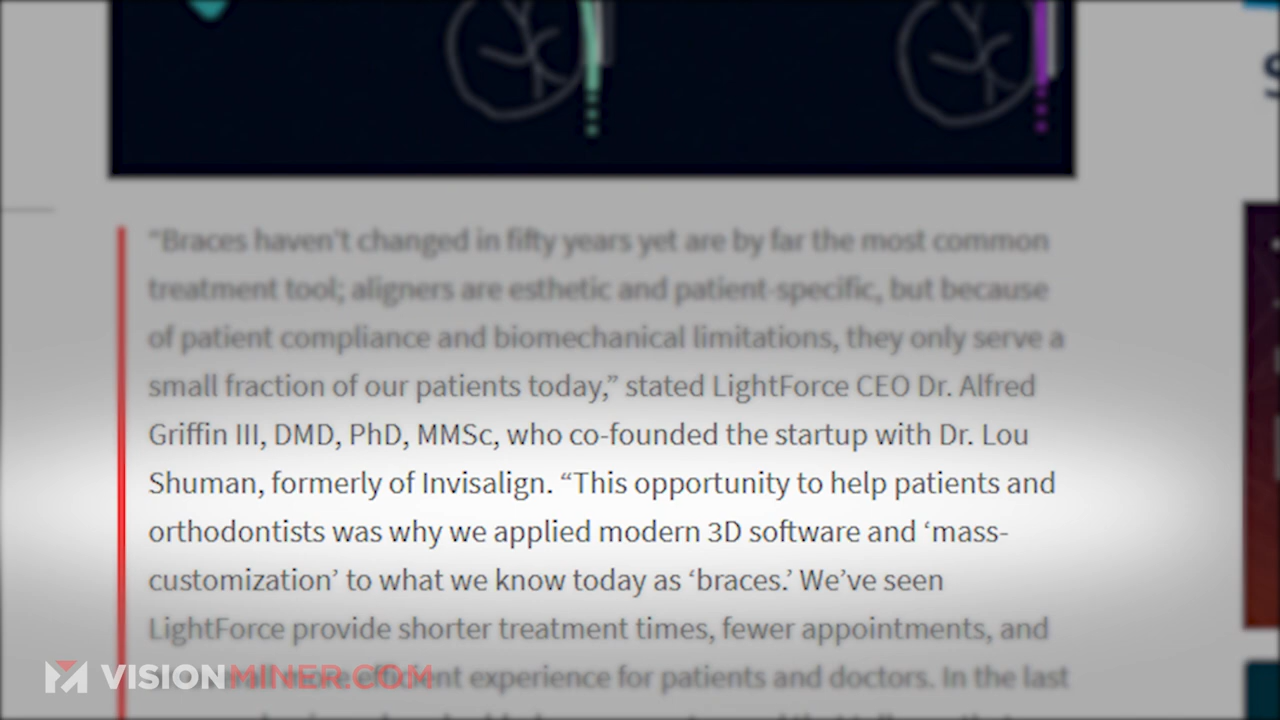 “Braces haven’t changed in fifty years yet are by far the most common
treatment tool; aligners are esthetic and patient-specific, but because
of patient compliance and biomechanical limitations, they only serve a
small fraction of our patients today,” stated LightForce CEO Dr. Alfred
Griffin III, DMD, PhD, MMSc, who co-founded the startup with Dr. Lou
Shuman, formerly of Invisalign. “This opportunity to help patients and
orthodontists was why we applied modern 3D software and ‘mass-
customization’ to what we know today as ‘braces.’ We’ve seen
LightForce provide shorter treatment times, fewer appointments, and
more efficient experience for patients and doctors. In the last
VISIONMINER.COM